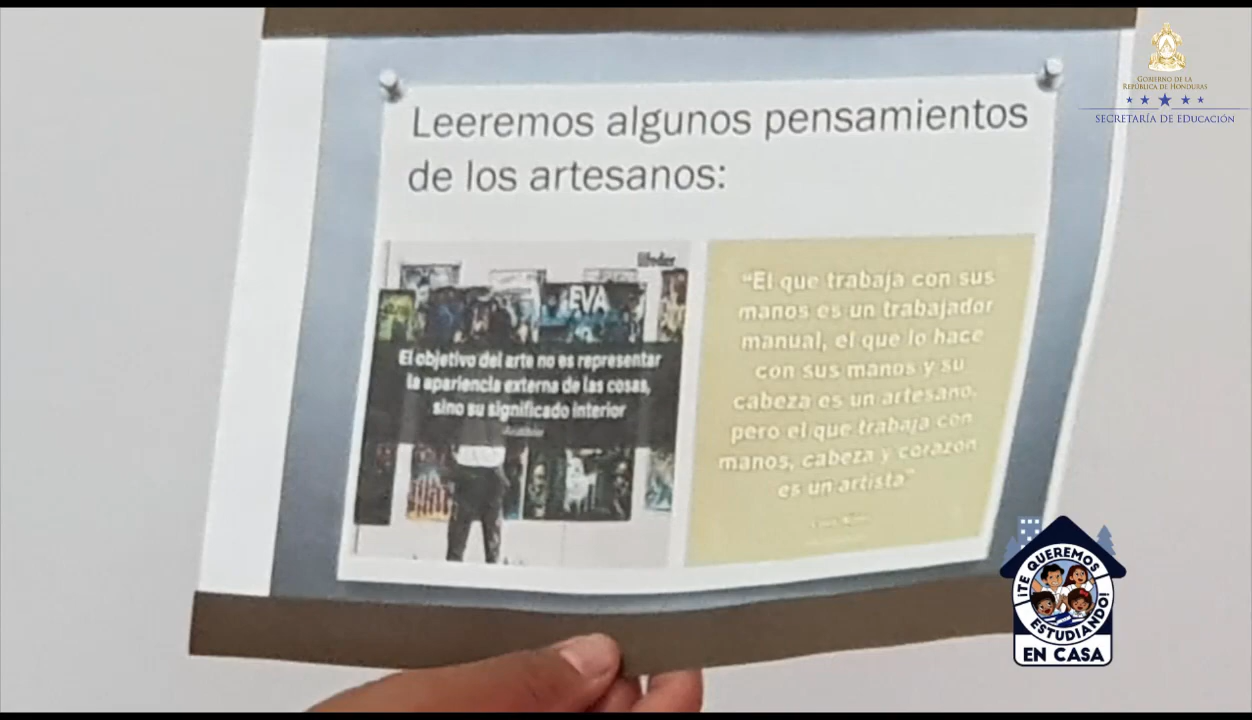 Leeremos algunos pensamientos
de los artesanos:
lifeder
EVA
El objetivo del arte no es representar
la apariencia externa de las cosas,
sino su significado interior
“El que trabaja con sus
manos es un trabajador
manual, el que lo hace
con sus manos y su
cabeza es un artesano,
pero el que trabaja con
manos, cabeza y corazon
es un artista”
GOBIERNO DE LA
REPÚBLICA DE HONDURAS
SECRETARÍA DE EDUCACIÓN
¡TE QUEREMOS
ESTUDIANDO!
EN CASA